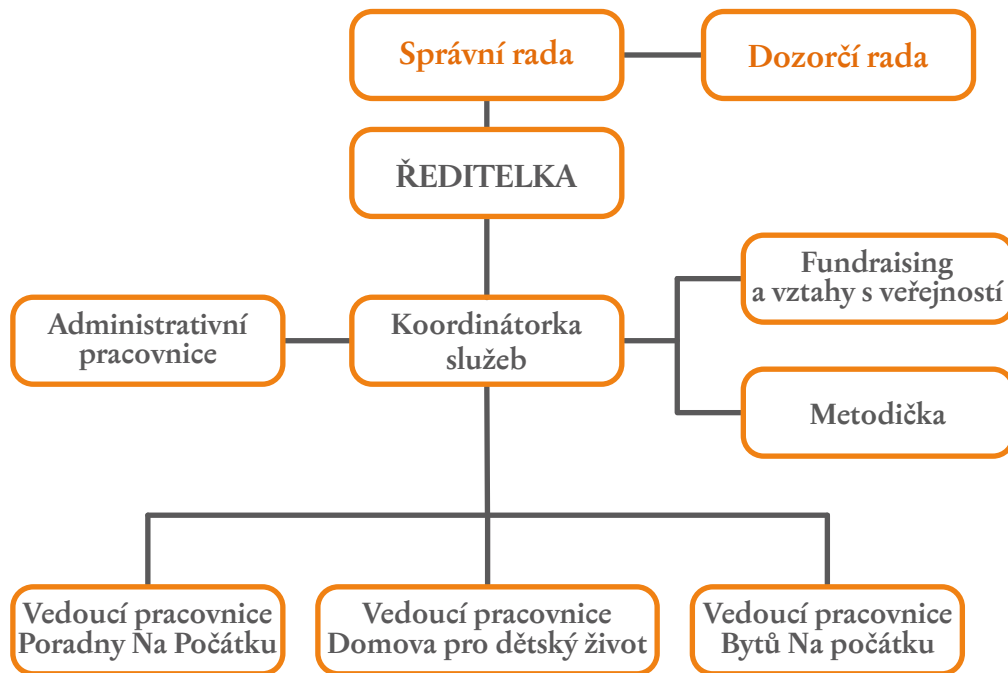 Správní rada
Dozorčí rada
ŘEDITELKA
Fundraising
a vztahy s veřejností
Administrativní
pracovnice
Koordinátorka
služeb
Metodička
Vedoucí pracovnice
Poradny Na Počátku
Vedoucí pracovnice
Domova pro dětský život
Vedoucí pracovnice
Bytů Na počátku